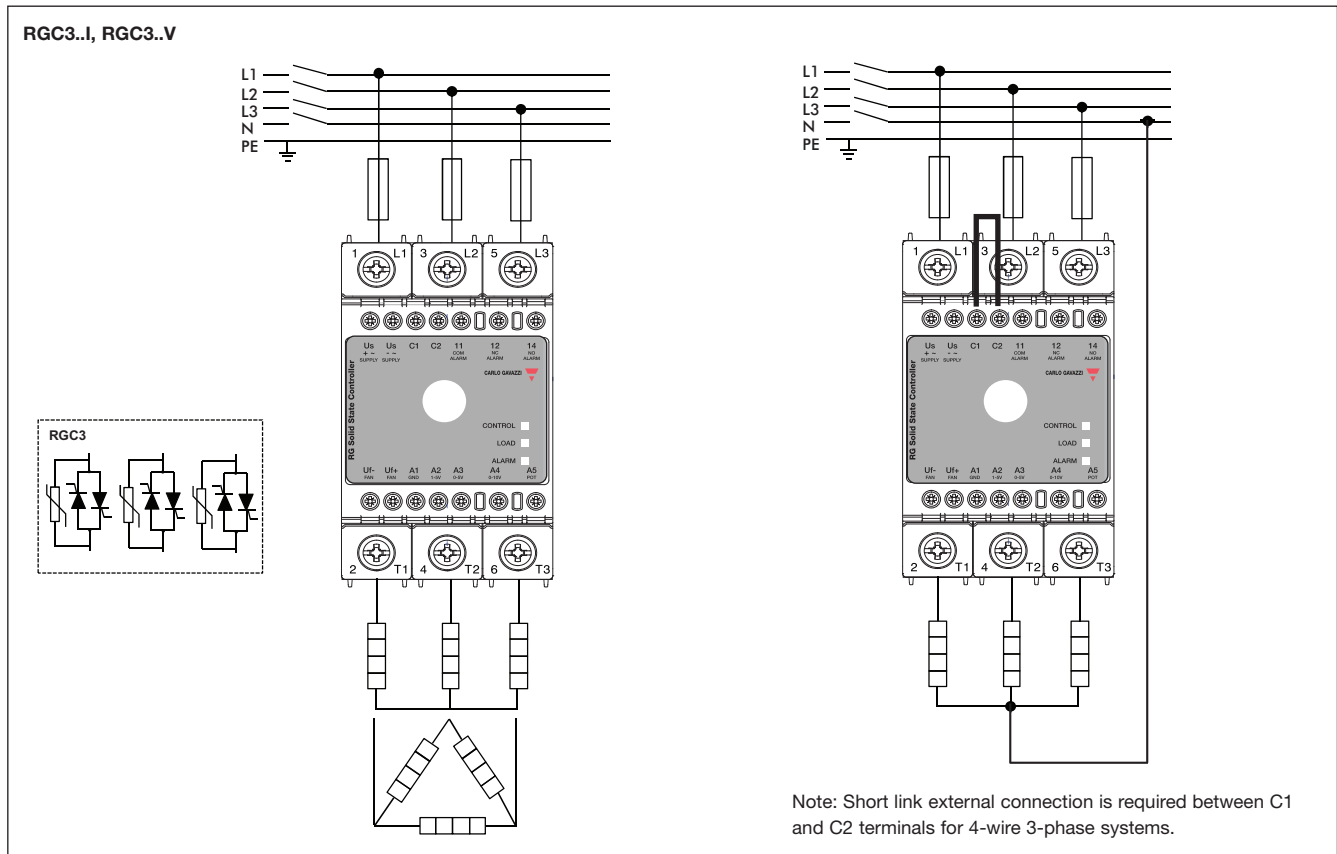 RGC3..I, RGC3..V
L1
L2
L3
N
PE
1 L1 3 L2 5 L3
Us Us C1 C2 11 12 14
+ ~ - ~ COM NC NO
SUPPLY SUPPLY ALARM ALARM ALARM
CARLO GAVAZZI
RG Solid State Controller
CONTROL
LOAD
ALARM
Uf- Uf+ A1 A2 A3 A4 A5
FAN FAN GND 1-5V 0-5V 0-10V POT
2 T1 4 T2 6 T3
RGC3
L1
L2
L3
N
PE
1 L1 3 L2 5 L3
Us Us C1 C2 11 12 14
+ ~ - ~ COM NC NO
SUPPLY SUPPLY ALARM ALARM ALARM
CARLO GAVAZZI
RG Solid State Controller
CONTROL
LOAD
ALARM
Uf- Uf+ A1 A2 A3 A4 A5
FAN FAN GND 1-5V 0-5V 0-10V POT
2 T1 4 T2 6 T3
Note: Short link external connection is required between C1
and C2 terminals for 4-wire 3-phase systems.